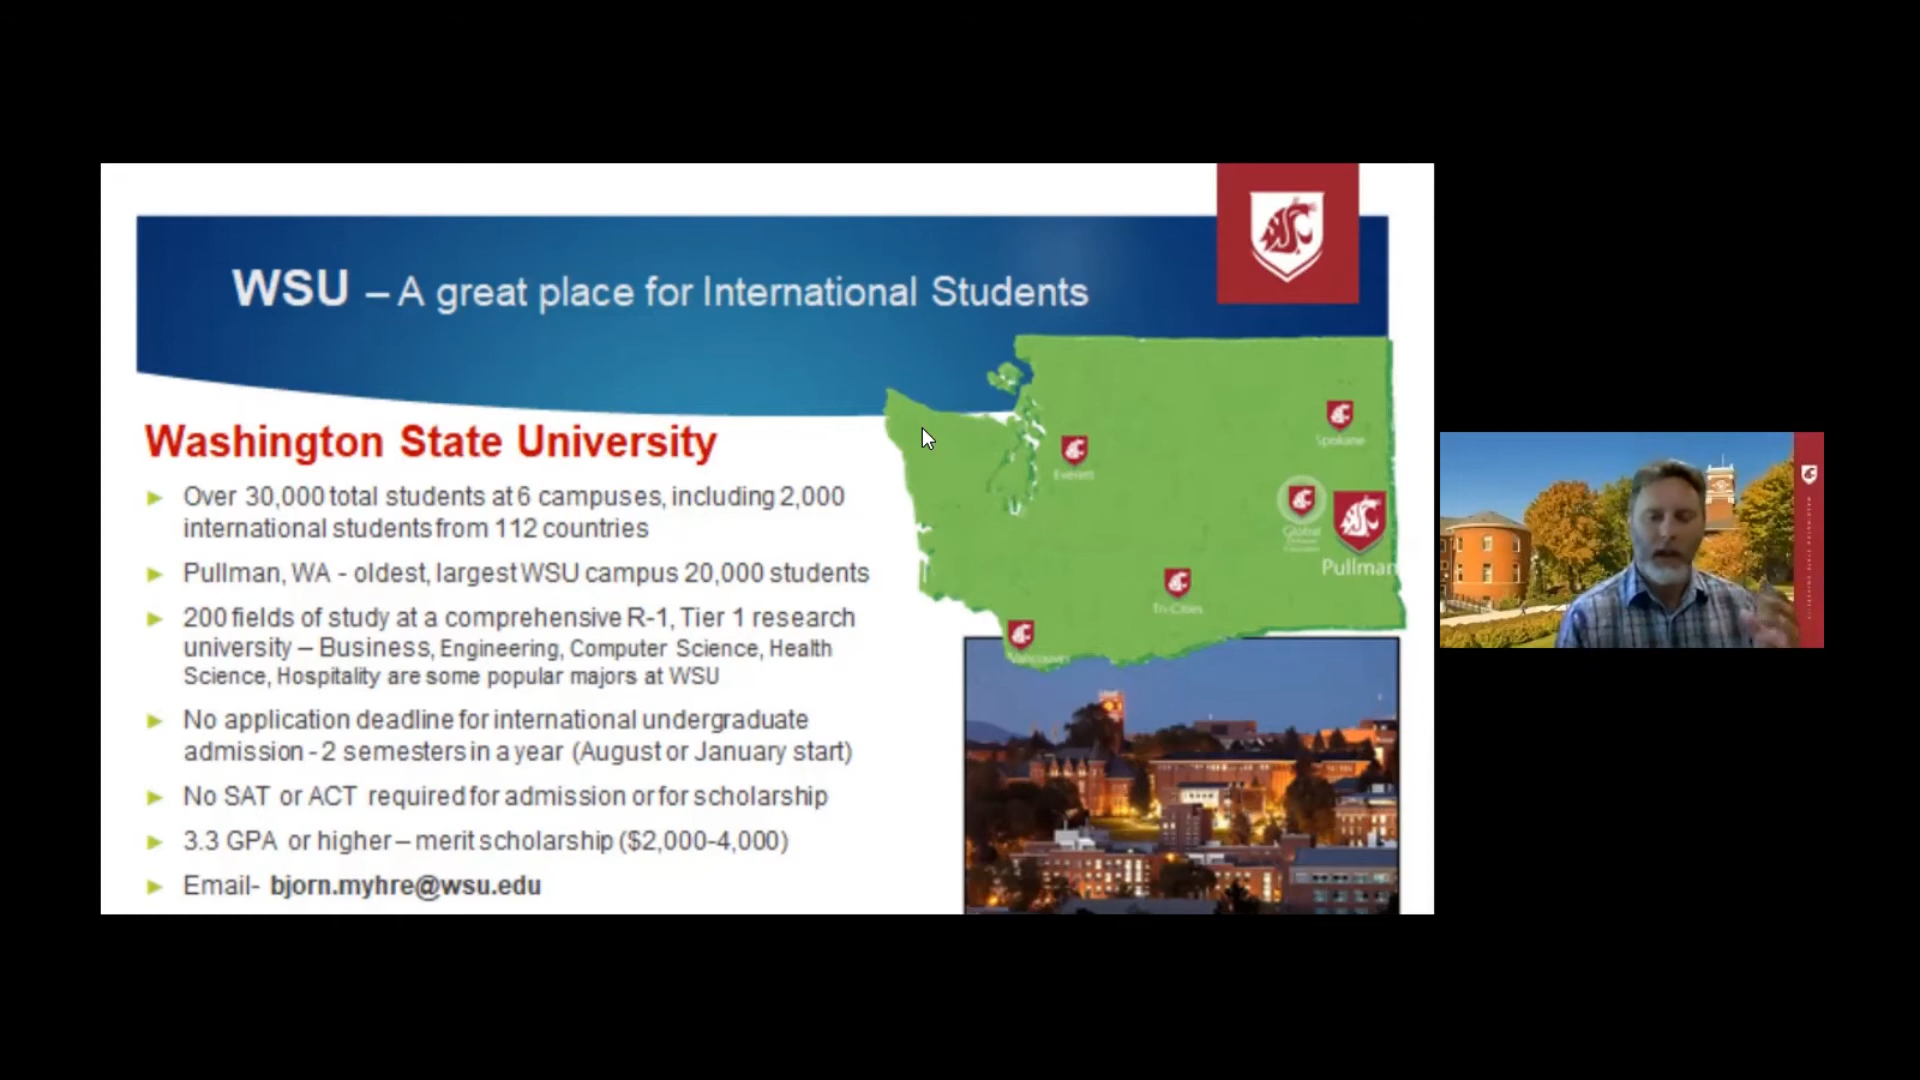 WSU – A great place for International Students
Washington State University
Over 30,000 total students at 6 campuses, including 2,000
international students from 112 countries
Pullman, WA - oldest, largest WSU campus 20,000 students
200 fields of study at a comprehensive R-1, Tier 1 research
university – Business, Engineering, Computer Science, Health
Science, Hospitality are some popular majors at WSU
No application deadline for international undergraduate
admission - 2 semesters in a year (August or January start)
No SAT or ACT required for admission or for scholarship
3.3 GPA or higher – merit scholarship ($2,000-4,000)
Email- bjorn.myhre@wsu.edu
Spokane
Everett
Global
Pullman
Tri-Cities
Vancouver